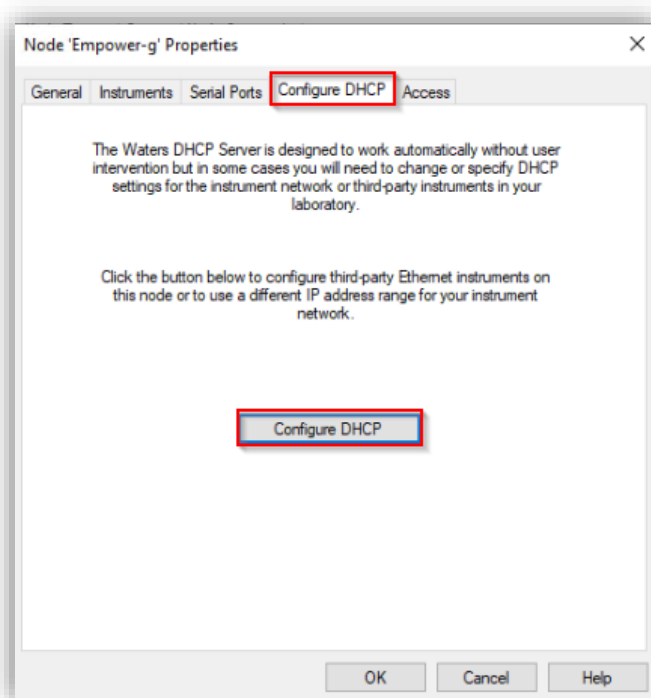 Node 'Empower-g' Properties
General Instruments Serial Ports Configure DHCP Access
The Waters DHCP Server is designed to work automatically without user
intervention but in some cases you will need to change or specify DHCP
settings for the instrument network or third-party instruments in your
laboratory.
Click the button below to configure third-party Ethernet instruments on
this node or to use a different IP address range for your instrument
network.
Configure DHCP
OK Cancel Help